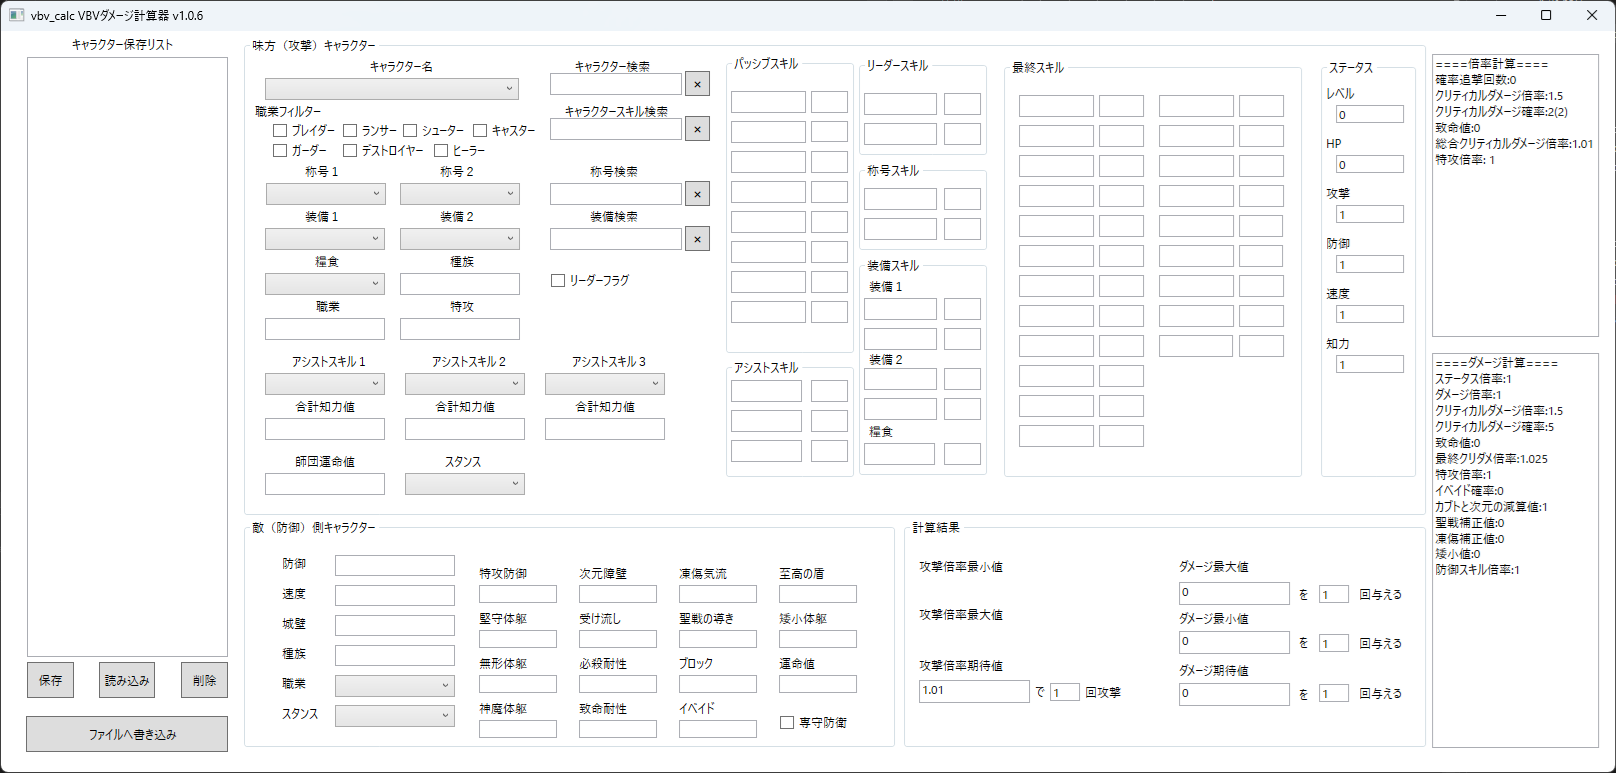 vbv_calc VBVダメージ計算器 v1.0.6
キャラクター保存リスト
保存
読み込み
削除
ファイルへ書き込み
味方（攻撃）キャラクター
キャラクター名
キャラクター検索
×
職業フィルター
キャラクタースキル検索
×
ブレイダー
ランサー
シューター
キャスター
ガーダー
デストロイヤー
ヒーラー
称号１
称号２
称号検索
×
装備１
装備２
装備検索
×
糧食
種族
リーダーフラグ
職業
特攻
アシストスキル１
アシストスキル２
アシストスキル３
合計知力値
合計知力値
合計知力値
師団運命値
スタンス
パッシブスキル
アシストスキル
リーダースキル
称号スキル
装備スキル
装備１
装備２
糧食
最終スキル
ステータス
レベル
0
HP
0
攻撃
1
防御
1
速度
1
知力
1
====倍率計算====
確率追撃回数:0
クリティカルダメージ倍率:1.5
クリティカルダメージ確率:2(2)
致命値:0
総合クリティカルダメージ倍率:1.01
特攻倍率: 1
====ダメージ計算====
ステータス倍率:1
ダメージ倍率:1
クリティカルダメージ倍率:1.5
クリティカルダメージ確率:5
致命値:0
最終クリダメ倍率:1.025
特攻倍率:1
イベイド確率:0
カブトと次元の減算値:1
聖戦補正値:0
凍傷補正値:0
矮小値:0
防御スキル倍率:1
敵（防御）側キャラクター
防御
速度
城壁
種族
職業
スタンス
特攻防御
次元障壁
凍傷気流
至高の盾
堅守体躯
受け流し
聖戦の導き
矮小体躯
無形体躯
必殺耐性
ブロック
運命値
神魔体躯
致命耐性
イベイド
専守防衛
計算結果
攻撃倍率最小値
攻撃倍率最大値
攻撃倍率期待値
1.01
で
1
回攻撃
ダメージ最大値
0
を
1
回与える
ダメージ最小値
0
を
1
回与える
ダメージ期待値
0
を
1
回与える